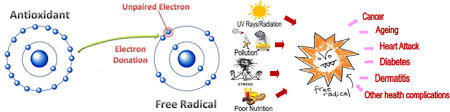 Antioxidant
Unpaired Electron
Electron
Donation
Free Radical
UV Rays/Radiation
Pollution
STRESS
Poor Nutrition
free
radical
Cancer
Ageing
Heart Attack
Diabetes
Dermatitis
Other health complications